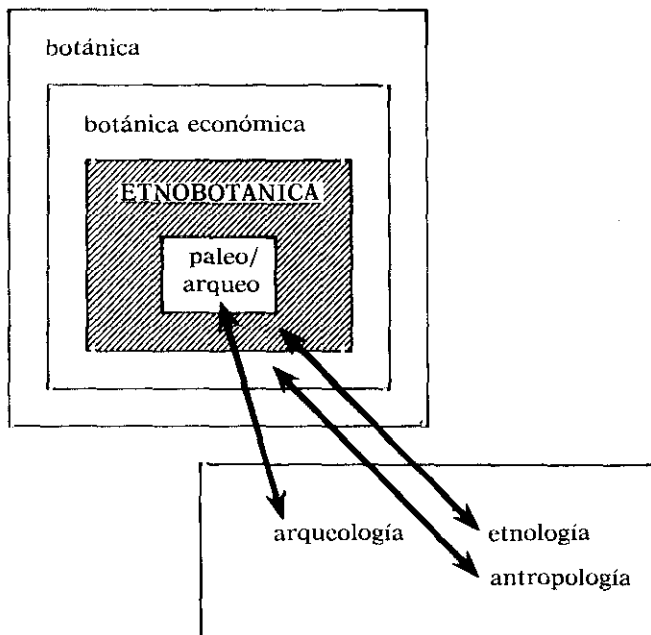 botánica
botánica económica
ETNOBOTANICA
paleo/
arqueo
arqueología
etnología
antropología